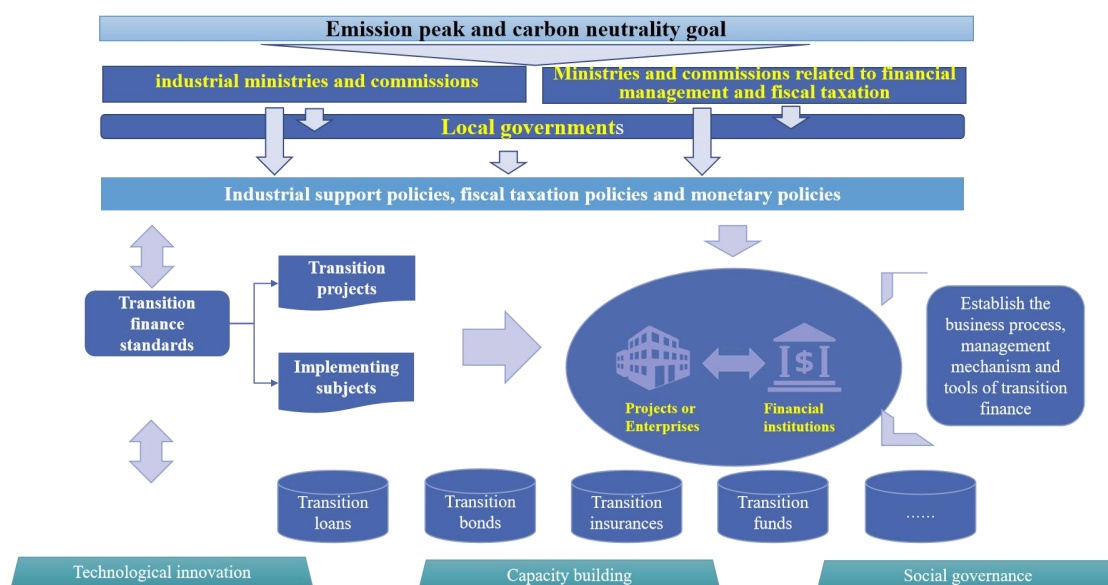 Emission peak and carbon neutrality goal
industrial ministries and commissions
Ministries and commissions related to financial
management and fiscal taxation
Local governments
Industrial support policies, fiscal taxation policies and monetary policies
Transition
finance
standards
Transition
projects
Implementing
subjects
$
Projects or
Enterprises
Financial
institutions
Establish the
business process,
management
mechanism and
tools of transition
finance
Transition
loans
Transition
bonds
Transition
insurances
Transition
funds
......
Technological innovation
Capacity building
Social governance